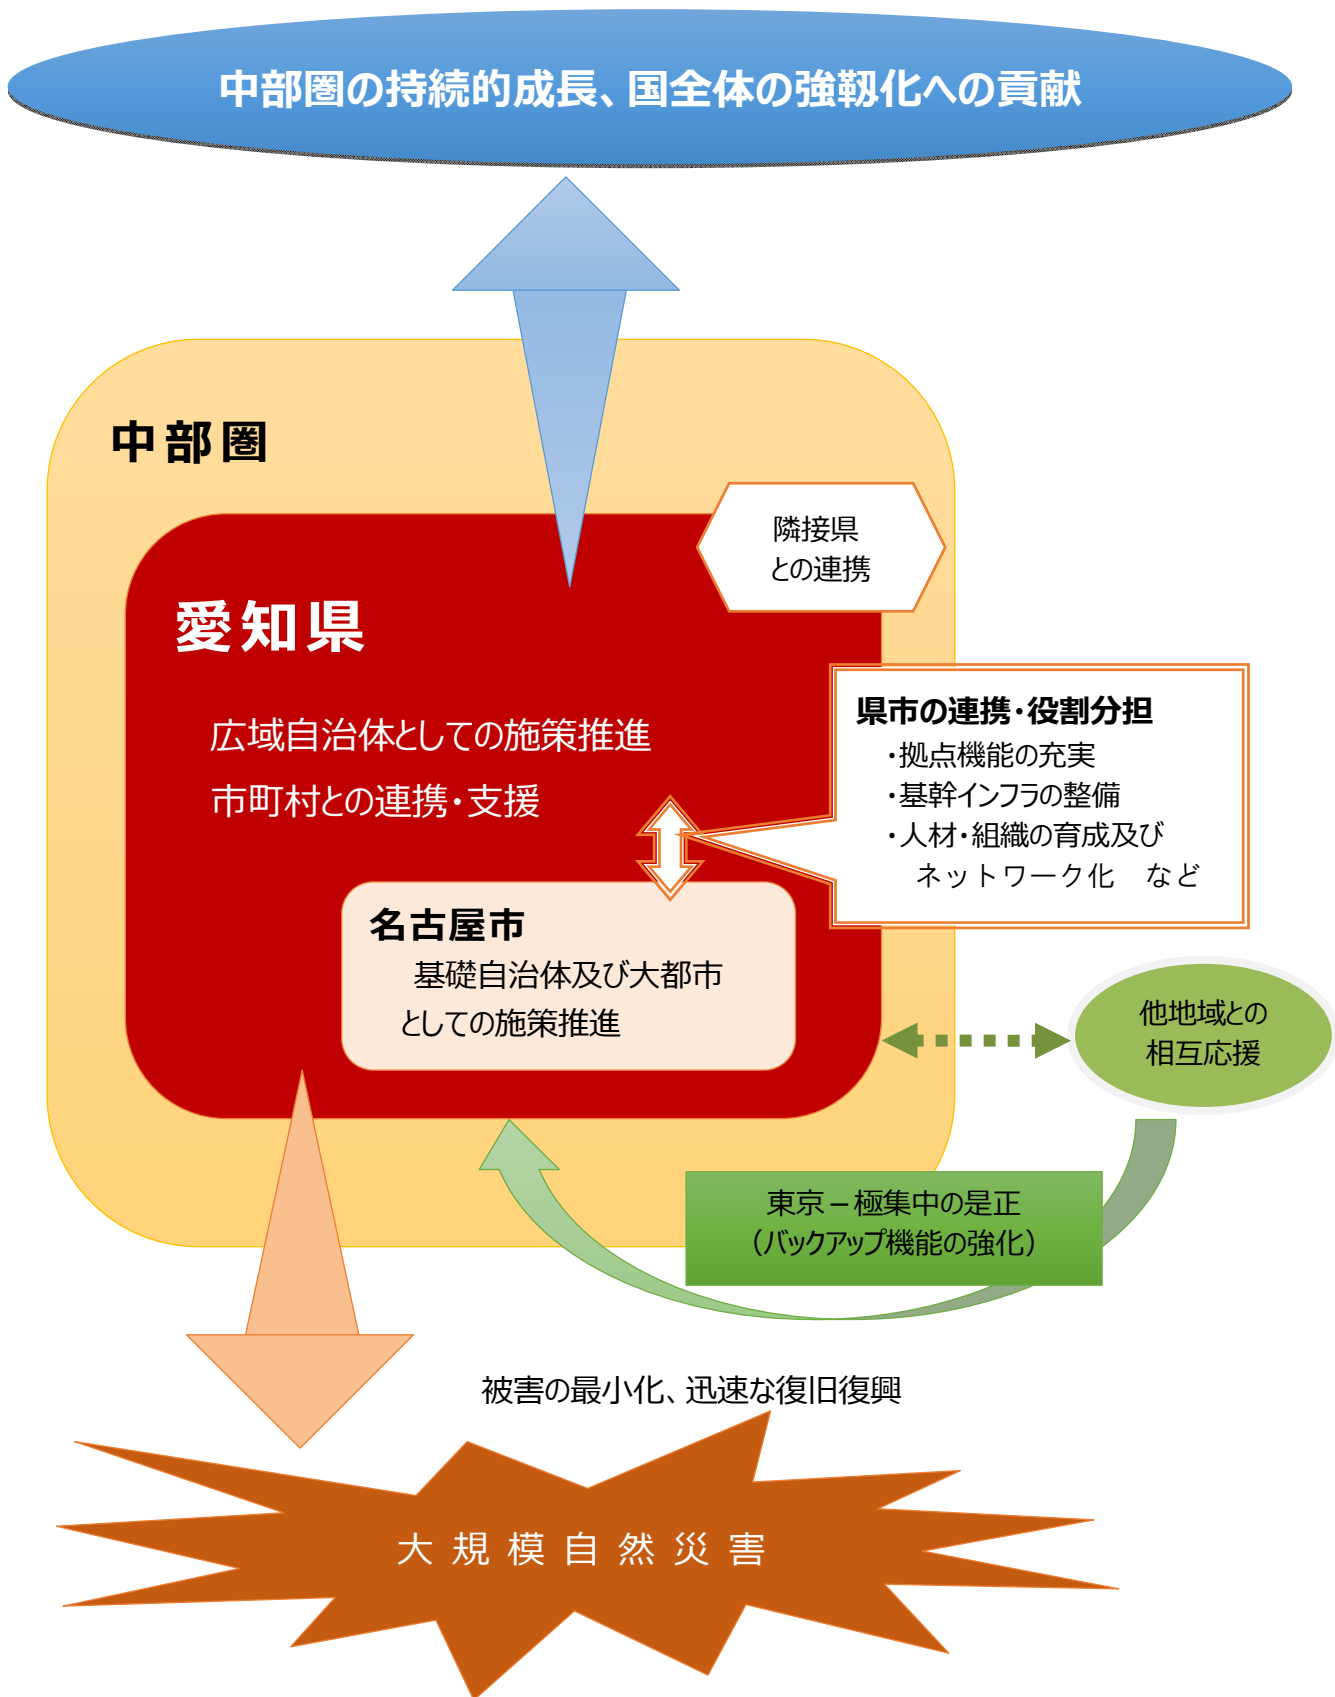 中部圏の持続的成長、国全体の強靱化への貢献
中部圏
隣接県
との連携
愛知県
広域自治体としての施策推進
市町村との連携・支援
県市の連携・役割分担
・拠点機能の充実
・基幹インフラの整備
・人材・組織の育成及び
ネットワーク化　など
名古屋市
基礎自治体及び大都市
としての施策推進
他地域との
相互応援
東京－極集中の是正
（バックアップ機能の強化）
被害の最小化、迅速な復旧復興
大規模自然災害